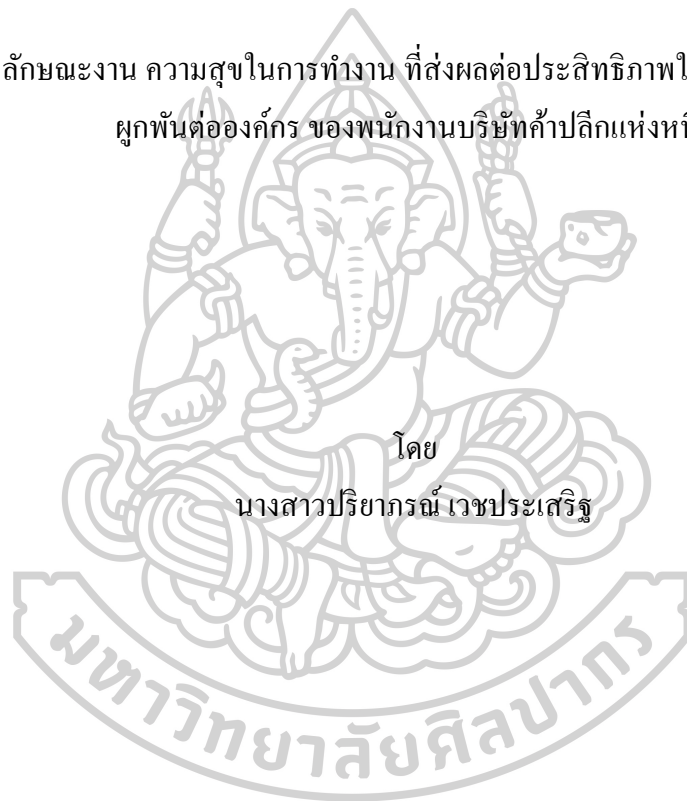 ลักษณะงาน ความสุขในการทำงาน ที่ส่งผลต่อประสิทธิภาพใ
ผูกพันต่อองค์กร ของพนักงานบริษัทค้าปลีกแห่งหนึ
โดย
นางสาวปริยาภรณ์ เวชประเสริฐ
มหาวิทยาลัยศิลปากร